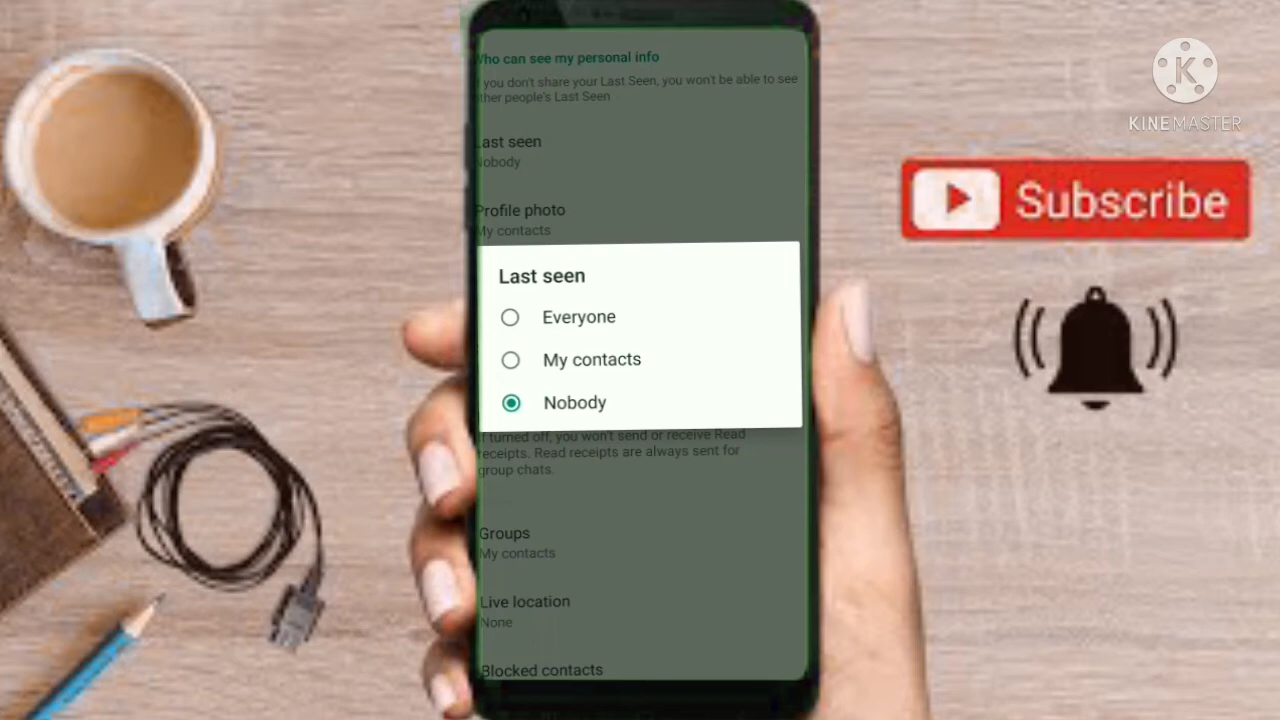 Who can see my personal info
you don't share your Last Seen, you won't be able to see
other people's Last Seen
Last seen
Nobody
Profile photo
My contacts
Last seen
Everyone
My contacts
Nobody
If turned off, you won't send or receive Read
receipts. Read receipts are always sent for
group chats.
Groups
My contacts
Live location
None
Blocked contacts
K
KINEMASTER
Subscribe